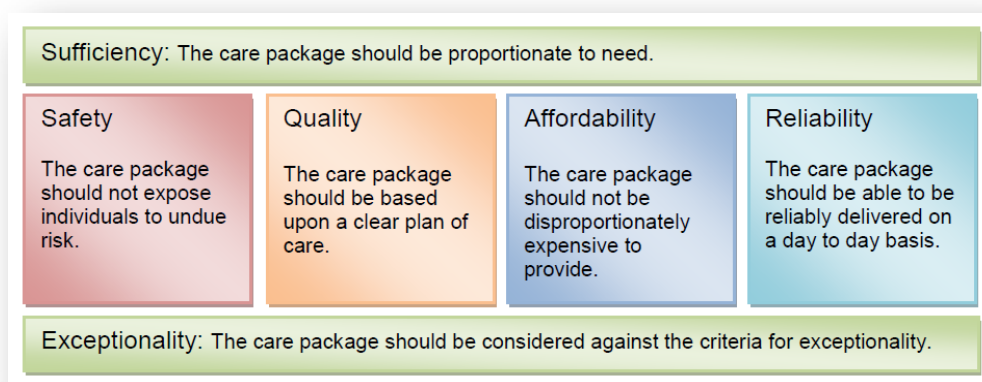 Sufficiency: The care package should be proportionate to need.
Safety
The care package
should not expose
individuals to undue
risk.
Quality
The care package
should be based
upon a clear plan of
care.
Affordability
The care package
should not be
disproportionately
expensive to
provide.
Reliability
The care package
should be able to be
reliably delivered on
a day to day basis.
Exceptionality: The care package should be considered against the criteria for exceptionality.